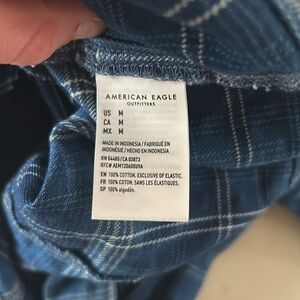 AMERICAN EAGLE
OUTFITTERS
US M
CA M
MX M
MADE IN INDONESIA / FABRIQUÉ EN
INDONÉSIE / HECHO EN INDONESIA
RN 54485/CA 03873
EN 100% COTTON, EXCLUSIVE OF ELASTIC.
FR 100% COTON, SANS LES ÉLASTIQUES.
SP 100% algodón.